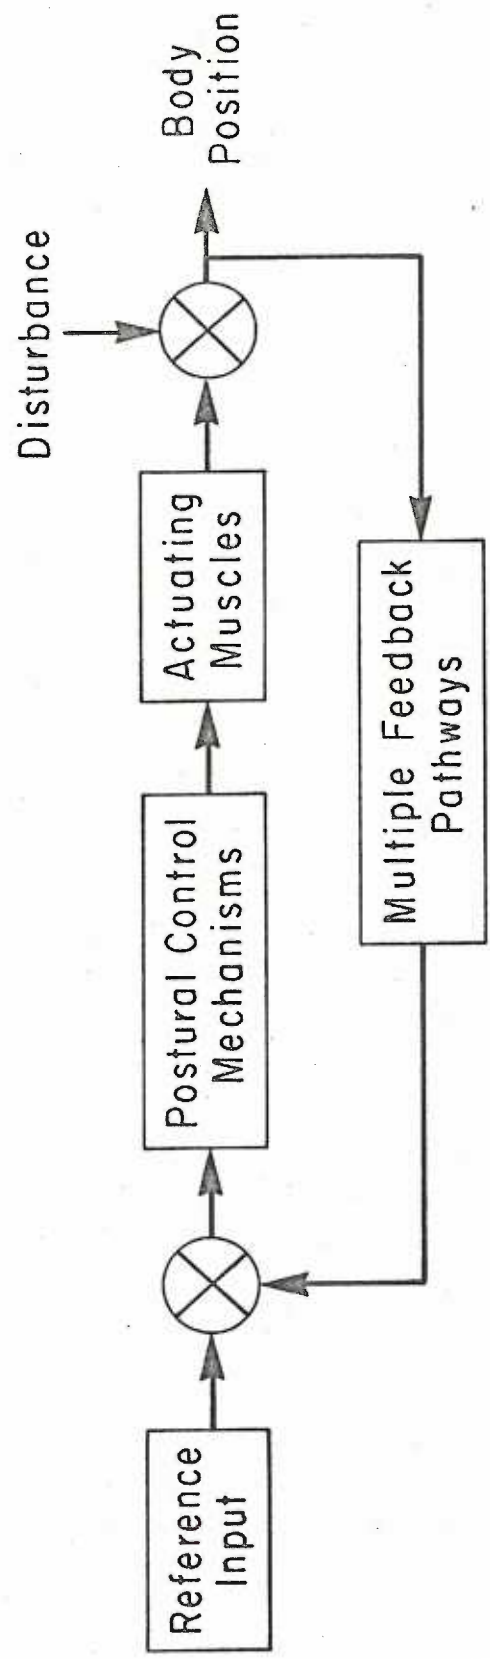 Reference
Input
Postural Control
Mechanisms
Actuating
Muscles
Disturbance
Body
Position
Multiple Feedback
Pathways